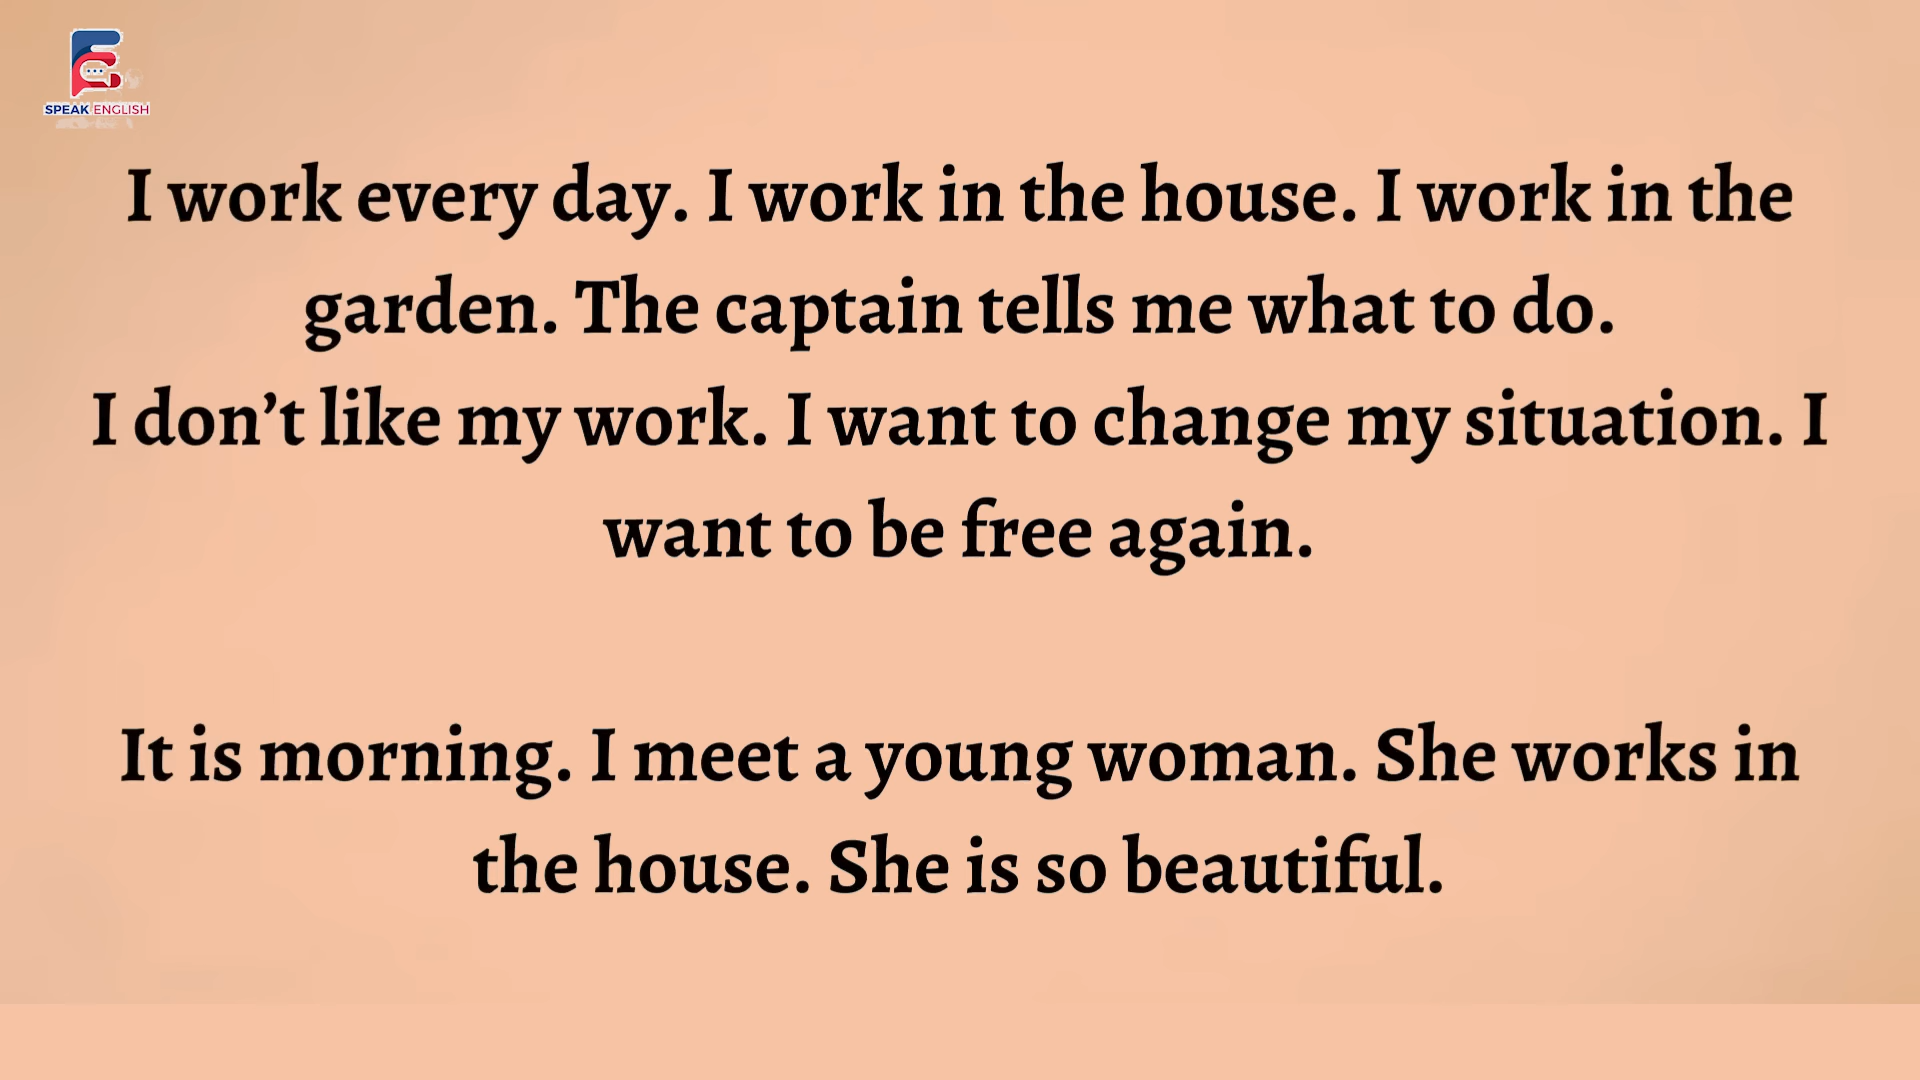 SPEAK ENGLISH
I work every day. I work in the house. I work in the
garden. The captain tells me what to do.
I don’t like my work. I want to change my situation. I
want to be free again.
It is morning. I meet a young woman. She works in
the house. She is so beautiful.